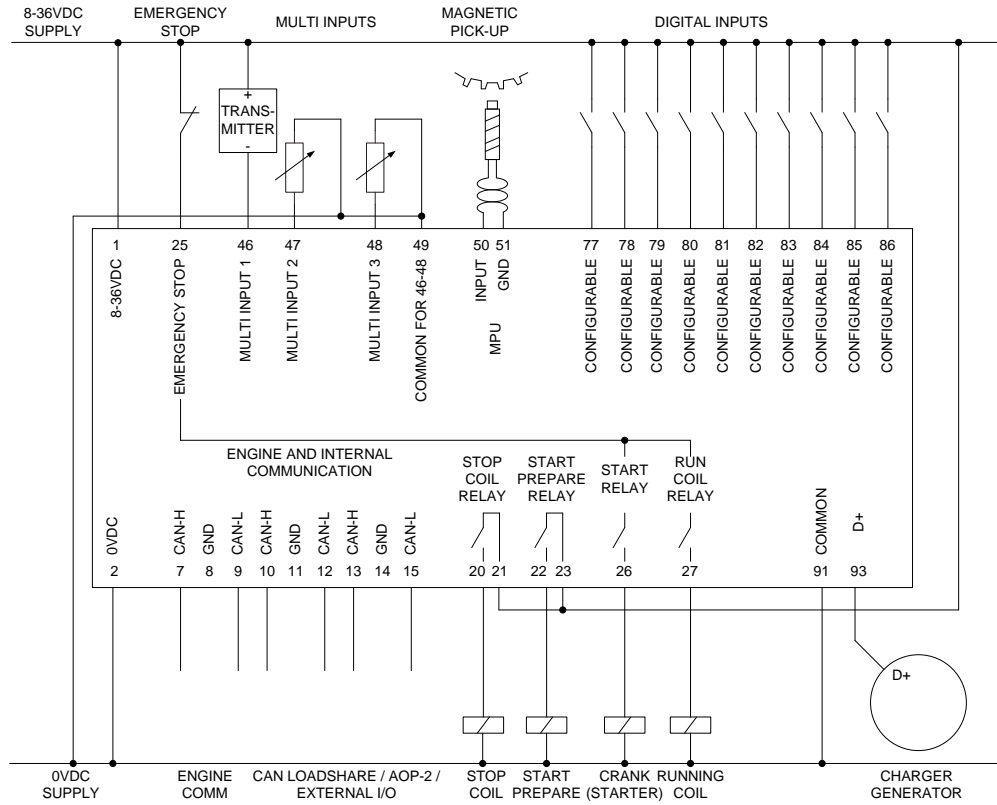 8-36VDC
SUPPLY
EMERGENCY
STOP
MULTI INPUTS
MAGNETIC
PICK-UP
DIGITAL INPUTS
+
TRANS-
MITTER
-
1
25
46
47
48
49
50
51
77
78
79
80
81
82
83
84
85
86
8-36VDC
EMERGENCY STOP
MULTI INPUT 1
MULTI INPUT 2
MULTI INPUT 3
COMMON FOR 46-48
INPUT
GND
MPU
CONFIGURABLE
CONFIGURABLE
CONFIGURABLE
CONFIGURABLE
CONFIGURABLE
CONFIGURABLE
CONFIGURABLE
CONFIGURABLE
CONFIGURABLE
CONFIGURABLE
ENGINE AND INTERNAL
COMMUNICATION
STOP
COIL
RELAY
START
PREPARE
RELAY
START
RELAY
RUN
COIL
RELAY
0VDC
CAN-H
GND
CAN-L
CAN-H
GND
CAN-L
CAN-H
GND
CAN-L
COMMON
D+
2
7
8
9
10
11
12
13
14
15
20
21
22
23
26
27
91
93
D+
0VDC
SUPPLY
ENGINE
COMM
CAN LOADSHARE / AOP-2 /
EXTERNAL I/O
STOP
COIL
START
PREPARE
CRANK
(STARTER)
RUNNING
COIL
CHARGER
GENERATOR